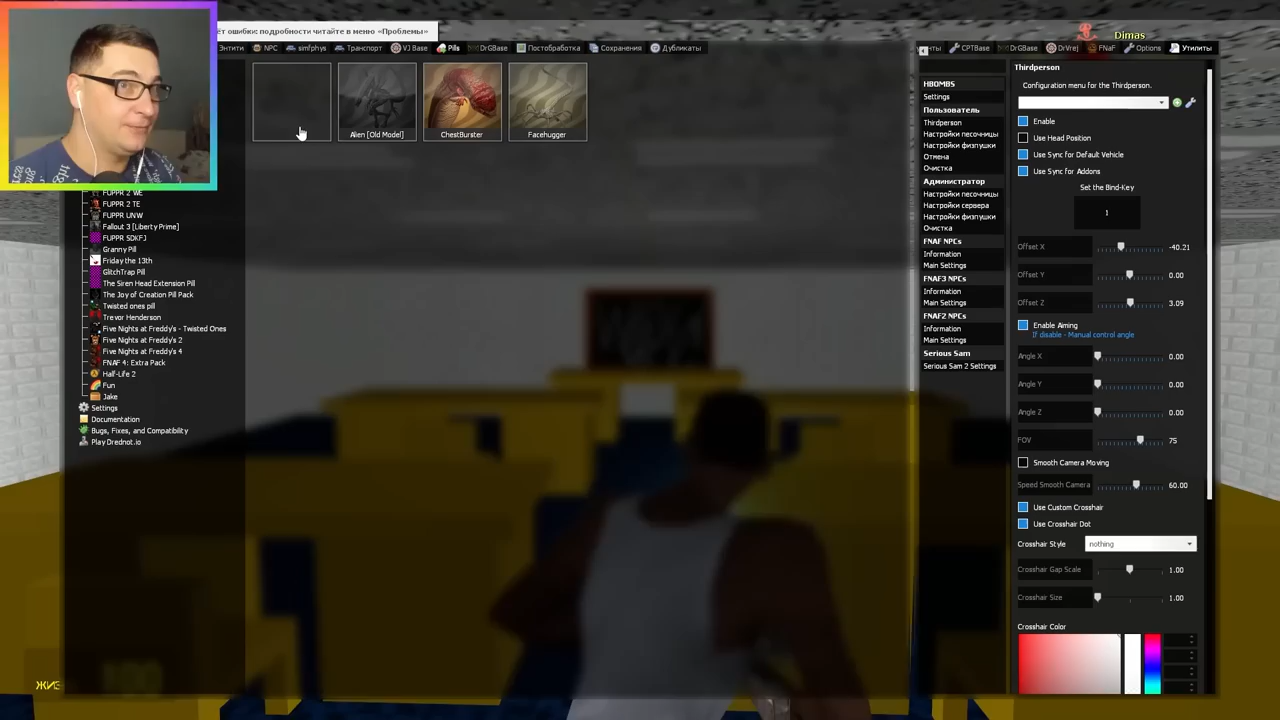 ёт ошибки: подробности читайте в меню «Проблемы»
Dimas
Энтити NPC simfphys Транспорт VJ Base Pills DrGBase Постобработка Сохранения Дубликаты
CPTBase DrGBase DrVrej FNaF Options Утилиты
Alien [Old Model]
ChestBurster
Facehugger
FUPPR 2 WE
FUPPR 2 TE
FUPPR UNW
Fallout 3 [Liberty Prime]
FUPPR SDKFJ
Granny Pill
Friday the 13th
GlitchTrap Pill
The Siren Head Extension Pill
The Joy of Creation Pill Pack
Twisted ones pill
Trevor Henderson
Five Nights at Freddy's - Twisted Ones
Five Nights at Freddy's 2
Five Nights at Freddy's 4
FNAF 4: Extra Pack
Half-Life 2
Fun
Jake
Settings
Documentation
Bugs, Fixes, and Compatibility
Play Drednot.io
HBOMBS
Settings
Пользователь
Thirdperson
Настройки песочницы
Настройки физпушки
Отмена
Очистка
Администратор
Настройки песочницы
Настройки сервера
Настройки физпушки
Очистка
FNAF NPCs
Information
Main Settings
FNAF3 NPCs
Information
Main Settings
FNAF2 NPCs
Information
Main Settings
Serious Sam
Serious Sam 2 Settings
Thirdperson
Configuration menu for the Thirdperson.
Enable
Use Head Position
Use Sync for Default Vehicle
Use Sync for Addons
Set the Bind-Key
1
Offset X -40.21
Offset Y 0.00
Offset Z 3.09
Enable Aiming
If disable - Manual control angle
Angle X 0.00
Angle Y 0.00
Angle Z 0.00
FOV 75
Smooth Camera Moving
Speed Smooth Camera 60.00
Use Custom Crosshair
Use Crosshair Dot
Crosshair Style nothing
Crosshair Gap Scale 1.00
Crosshair Size 1.00
Crosshair Color